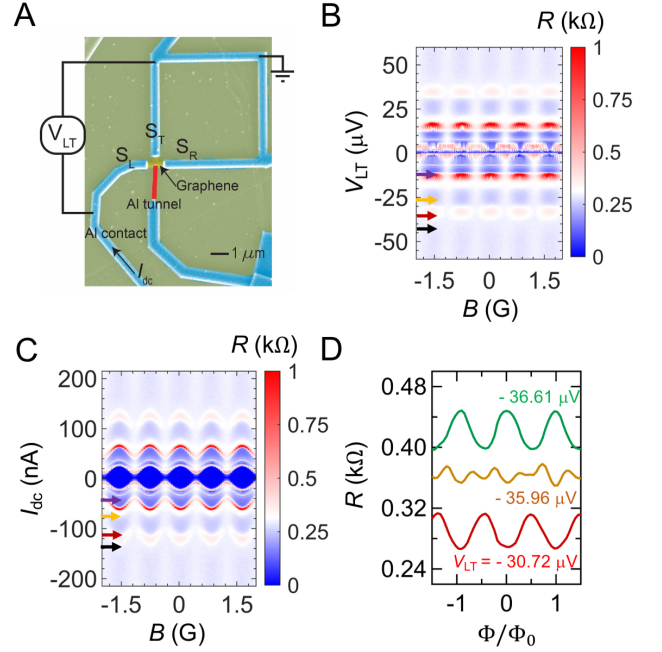 A
V_LT
S_T
S_L
S_R
Graphene
Al tunnel
Al contact
I_dc
1 μm
B
R (kΩ)
V_LT (μV)
50
25
0
-25
-50
-1.5
0
1.5
B (G)
1
0.75
0.5
0.25
0
C
R (kΩ)
I_dc (nA)
200
100
0
-100
-200
-1.5
0
1.5
B (G)
1
0.75
0.5
0.25
0
D
R (kΩ)
0.48
0.40
0.32
0.24
- 36.61 μV
- 35.96 μV
V_LT = - 30.72 μV
-1
0
1
Φ/Φ₀